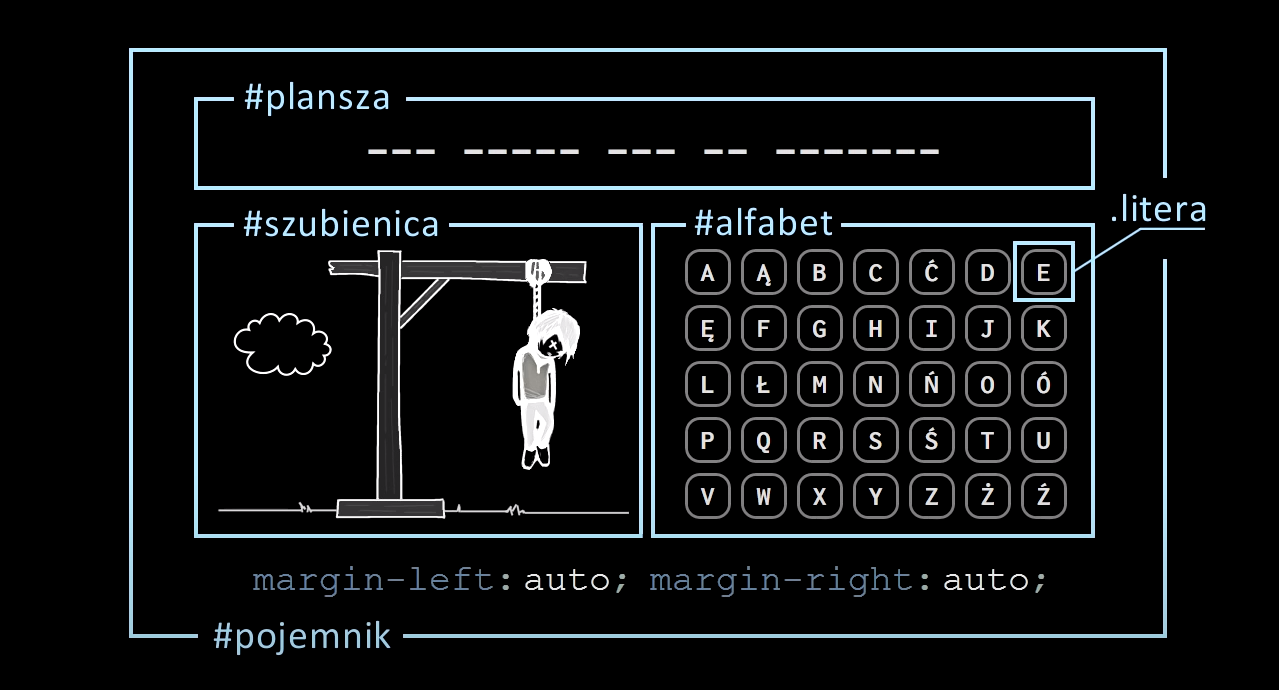 #plansza
--- ----- --- -- -------
.litera
#szubienica
#alfabet
A Ą B C Ć D E
Ę F G H I J K
L Ł M N Ń O Ó
P Q R S Ś T U
V W X Y Z Ż Ź
margin-left: auto; margin-right: auto;
#pojemnik